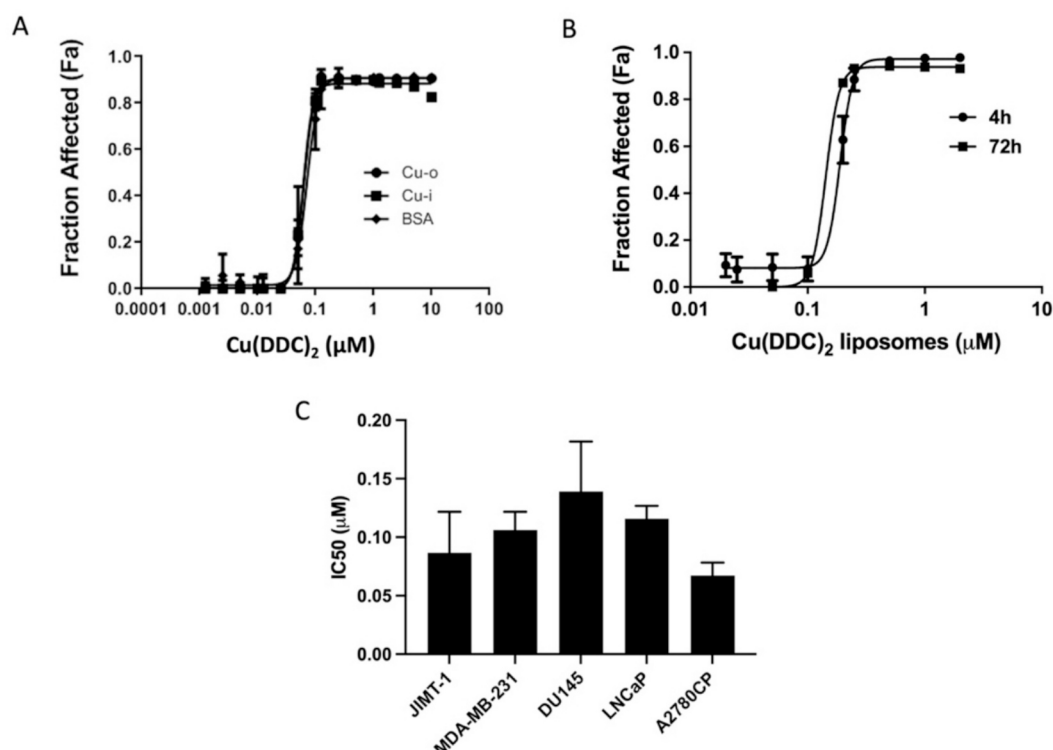 A
Fraction Affected (Fa)
1.0
0.8
0.6
0.4
0.2
0.0
0.0001 0.001 0.01 0.1 1 10 100
Cu(DDC)2 (µM)
Cu-o
Cu-i
BSA
B
Fraction Affected (Fa)
1.0
0.8
0.6
0.4
0.2
0.0
0.01 0.1 1 10
Cu(DDC)2 liposomes (µM)
4h
72h
C
IC50 (µM)
0.20
0.15
0.10
0.05
0.00
JIMT-1
MDA-MB-231
DU145
LNCaP
A2780CP